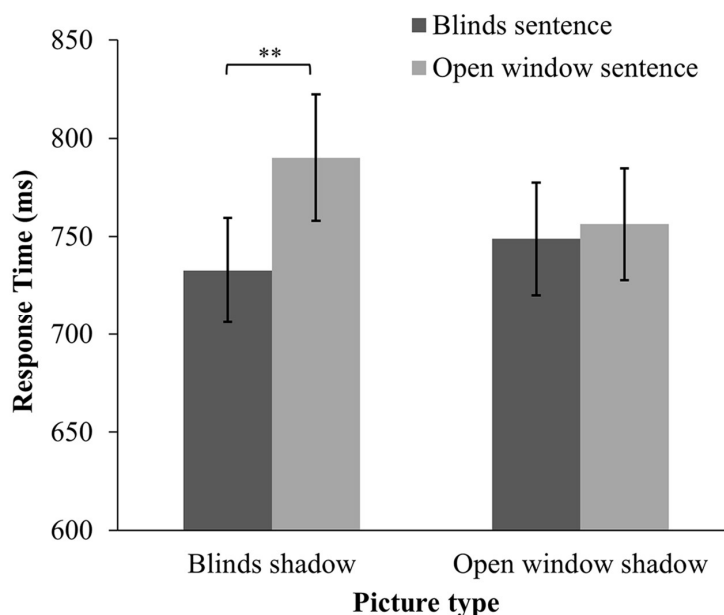 850
800
750
700
650
600
Response Time (ms)
Blinds sentence
Open window sentence
**
Blinds shadow
Open window shadow
Picture type